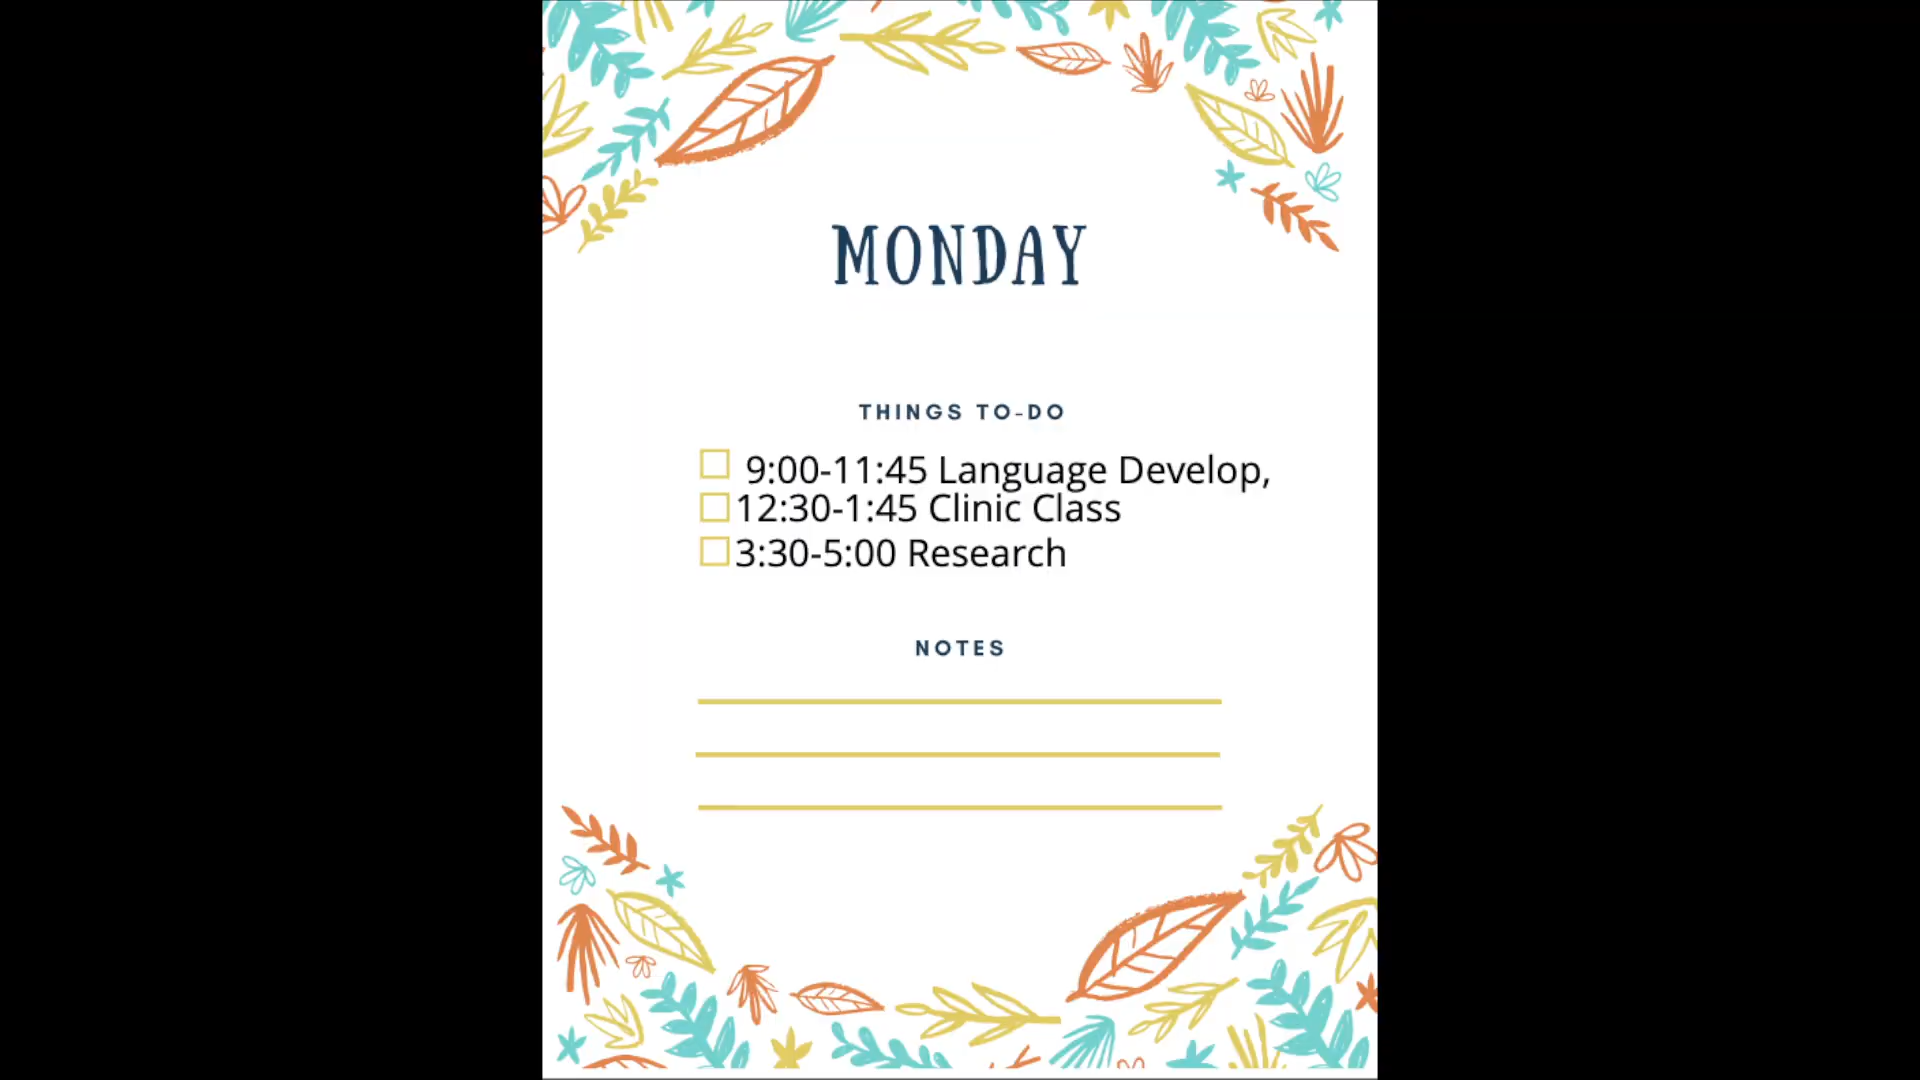 MONDAY
THINGS TO-DO
9:00-11:45 Language Develop,
12:30-1:45 Clinic Class
3:30-5:00 Research
NOTES